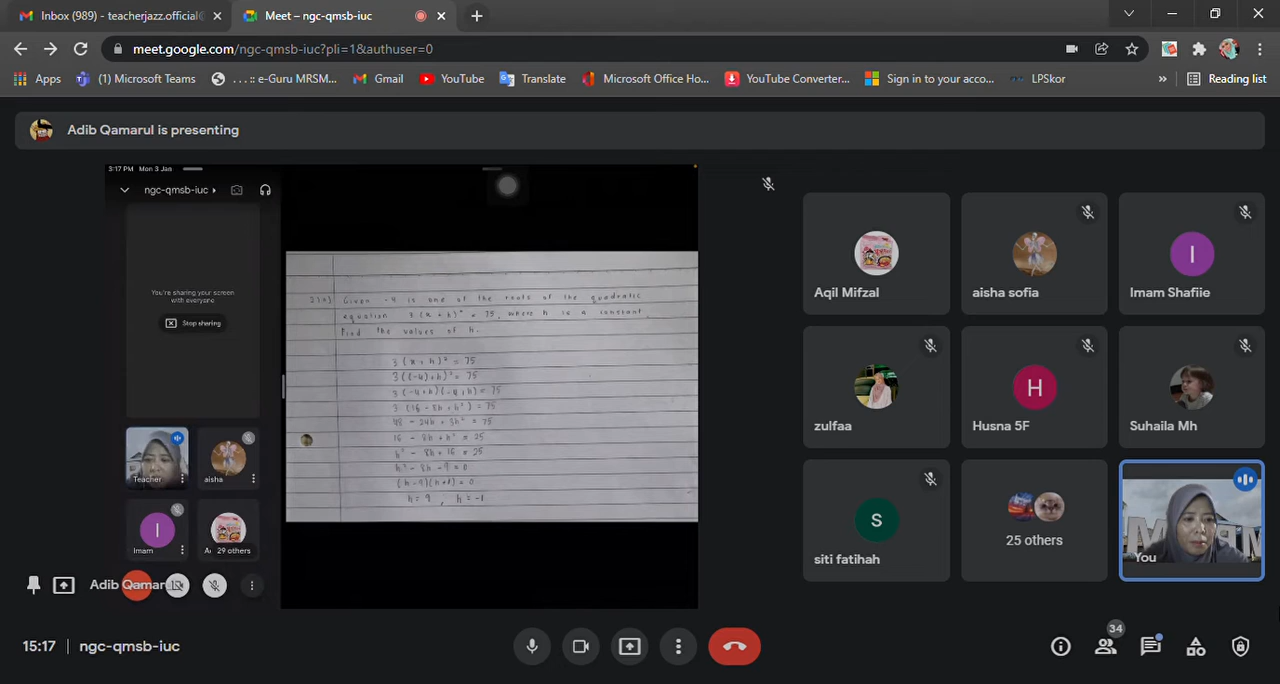 Inbox (989) - teacherjazz.official
Meet – ngc-qmsb-iuc
meet.google.com/ngc-qmsb-iuc?pli=1&authuser=0
Apps
(1) Microsoft Teams
. . . :: e-Guru MRSM...
Gmail
YouTube
Translate
Microsoft Office Ho...
YouTube Converter...
Sign in to your acco...
LPSkor
»
Reading list
Adib Qamarul is presenting
3:17 PM Mon 3 Jan
ngc-qmsb-iuc
You're sharing your screen
with everyone
Stop sharing
Teacher
aisha
Imam
A
29 others
Adib Qamar
2) a) Given -4 is one of the roots of the quadratic
equation 3(x + h)² = 75, where h is a constant.
Find the values of h.
3(x + h)² = 75
3((-4)+h)² = 75
3(-4+h)(-4+h) = 75
3(16 - 8h + h²) = 75
48 - 24h + 3h² = 75
16 - 8h + h² = 25
h² - 8h + 16 = 25
h² - 8h - 9 = 0
(h - 9)(h + 1) = 0
h = 9 , h = -1
Aqil Mifzal
aisha sofia
I
Imam Shafiie
zulfaa
H
Husna 5F
Suhaila Mh
S
siti fatihah
25 others
You
15:17 | ngc-qmsb-iuc
34